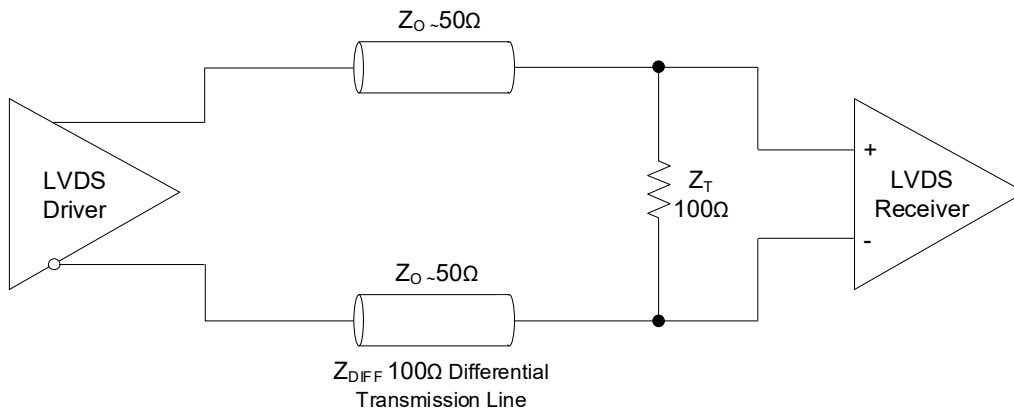 Z_O ~50Ω
LVDS
Driver
Z_T
100Ω
+
LVDS
Receiver
-
Z_O ~50Ω
Z_DIFF 100Ω Differential
Transmission Line